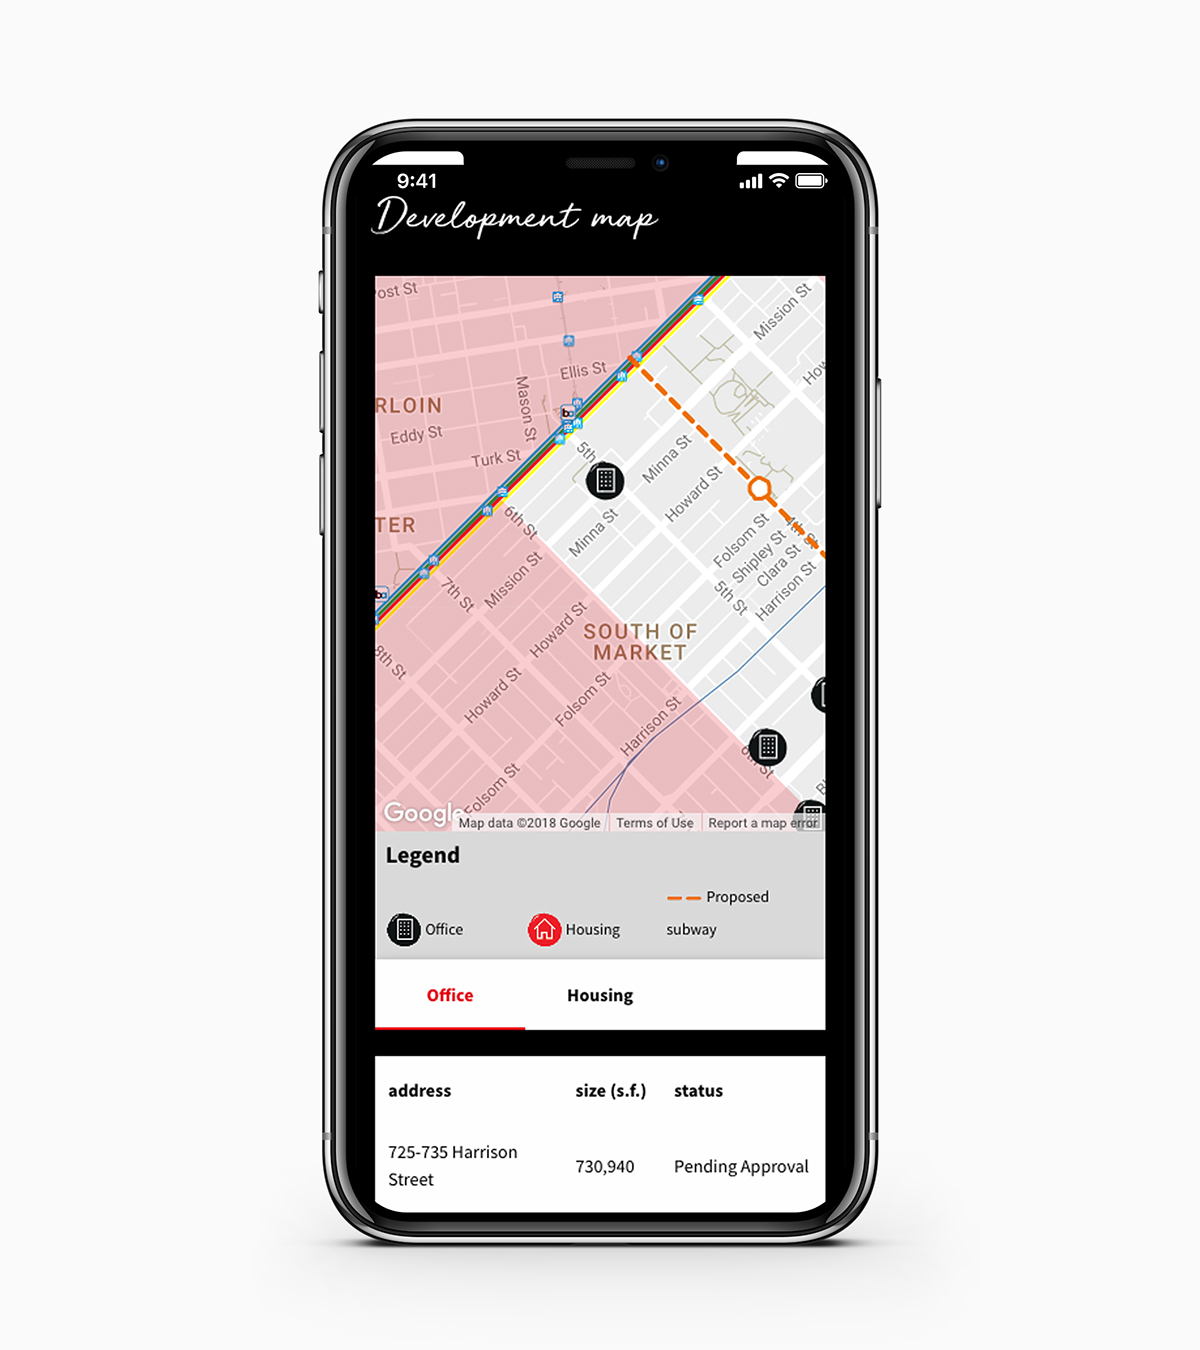 9:41
Development map
Post St
Mission St
How
Ellis St
Mason St
RLOIN
Eddy St
Turk St
5th
Minna St
Howard St
TER
6th St
Minna St
Folsom St
4th St
Shipley St
Clara St
Harrison St
5th St
7th St
Mission St
Howard St
SOUTH OF
MARKET
8th St
Howard St
Folsom St
Harrison St
6th St
Folsom St
Bl
Google
Map data ©2018 Google
Terms of Use
Report a map error
Legend
Office
Housing
Proposed
subway
Office
Housing
address size (s.f.) status
725-735 Harrison
Street
730,940
Pending Approval